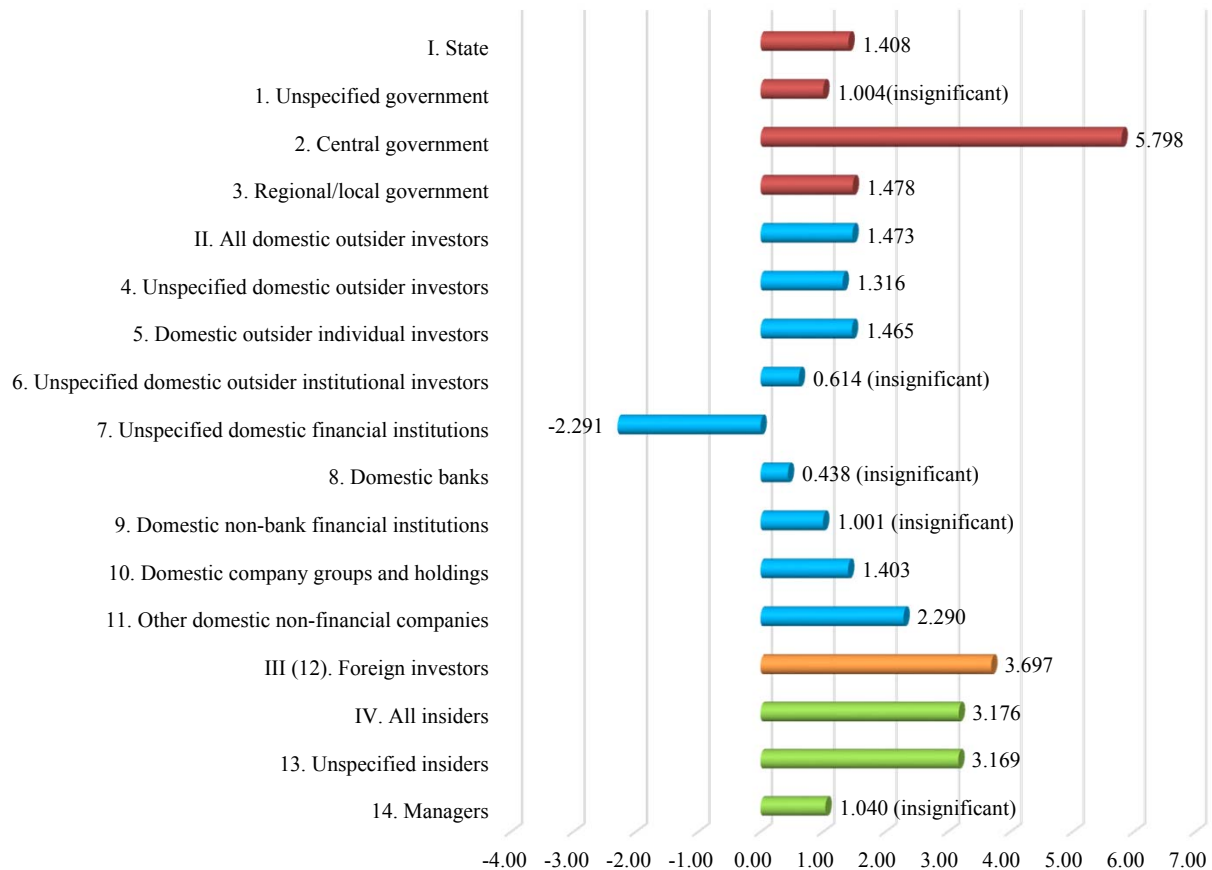 I. State 1.408
1. Unspecified government 1.004(insignificant)
2. Central government 5.798
3. Regional/local government 1.478
II. All domestic outsider investors 1.473
4. Unspecified domestic outsider investors 1.316
5. Domestic outsider individual investors 1.465
6. Unspecified domestic outsider institutional investors 0.614 (insignificant)
7. Unspecified domestic financial institutions -2.291
8. Domestic banks 0.438 (insignificant)
9. Domestic non-bank financial institutions 1.001 (insignificant)
10. Domestic company groups and holdings 1.403
11. Other domestic non-financial companies 2.290
III (12). Foreign investors 3.697
IV. All insiders 3.176
13. Unspecified insiders 3.169
14. Managers 1.040 (insignificant)
-4.00 -3.00 -2.00 -1.00 0.00 1.00 2.00 3.00 4.00 5.00 6.00 7.00